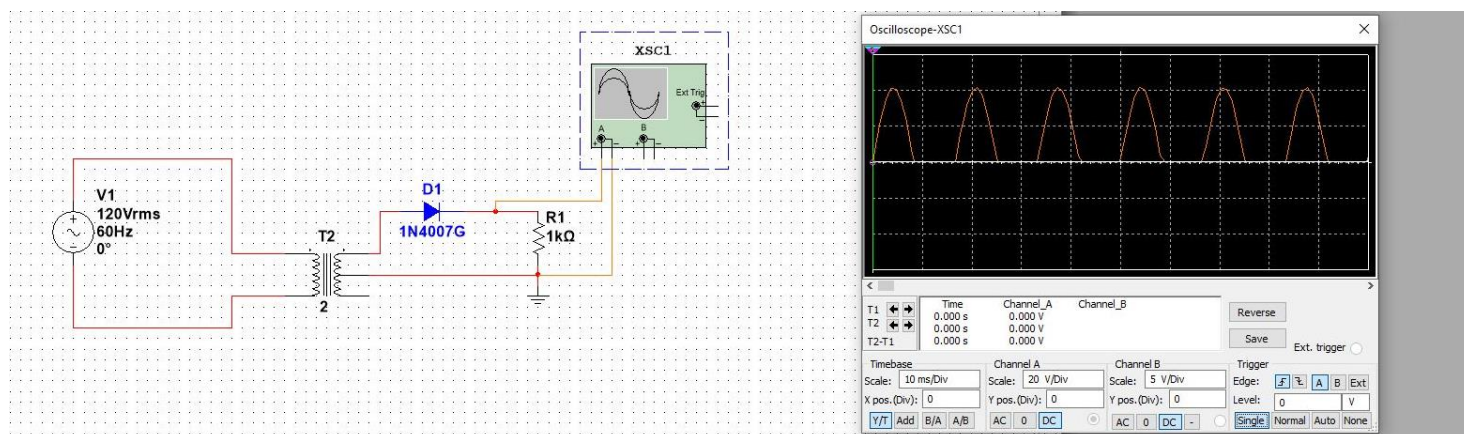 XSC1
Ext Trig
+
−
A
B
+ − + −
V1
120Vrms
60Hz
0°
T2
2
D1
1N4007G
R1
1kΩ
Oscilloscope-XSC1
Time Channel_A Channel_B
T1 0.000 s 0.000 V
T2 0.000 s 0.000 V
T2-T1 0.000 s 0.000 V
Reverse
Save
Ext. trigger
Timebase
Scale: 10 ms/Div
X pos.(Div): 0
Y/T Add B/A A/B
Channel A
Scale: 20 V/Div
Y pos.(Div): 0
AC 0 DC
Channel B
Scale: 5 V/Div
Y pos.(Div): 0
AC 0 DC -
Trigger
Edge: A B Ext
Level: 0 V
Single Normal Auto None